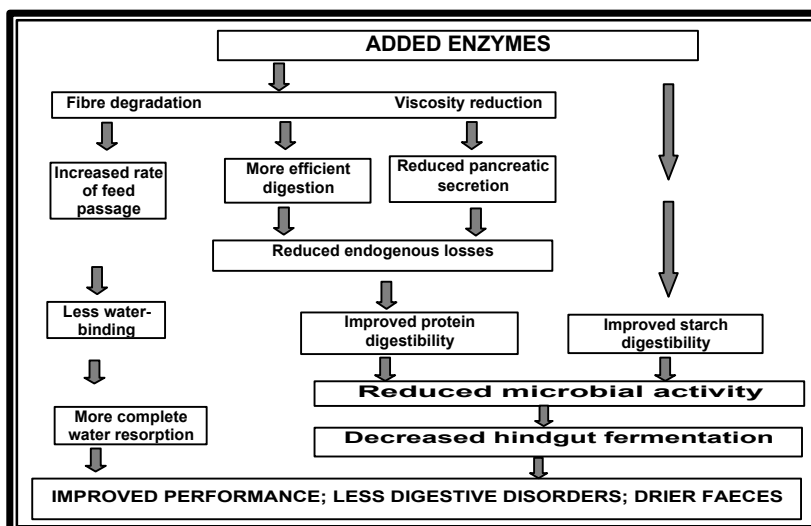 ADDED ENZYMES
Fibre degradation Viscosity reduction
Increased rate
of feed
passage
More efficient
digestion
Reduced pancreatic
secretion
Reduced endogenous losses
Less water-
binding
Improved protein
digestibility
Improved starch
digestibility
Reduced microbial activity
More complete
water resorption
Decreased hindgut fermentation
IMPROVED PERFORMANCE; LESS DIGESTIVE DISORDERS; DRIER FAECES